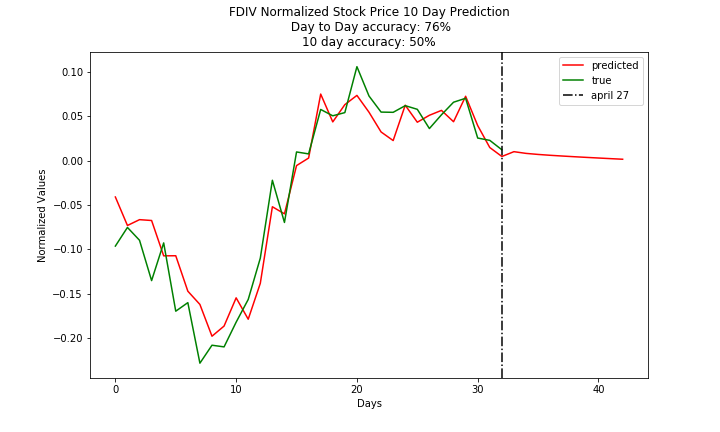 FDIV Normalized Stock Price 10 Day Prediction
Day to Day accuracy: 76%
10 day accuracy: 50%
predicted
true
april 27
0.10
0.05
0.00
−0.05
−0.10
−0.15
−0.20
Normalized Values
0 10 20 30 40
Days